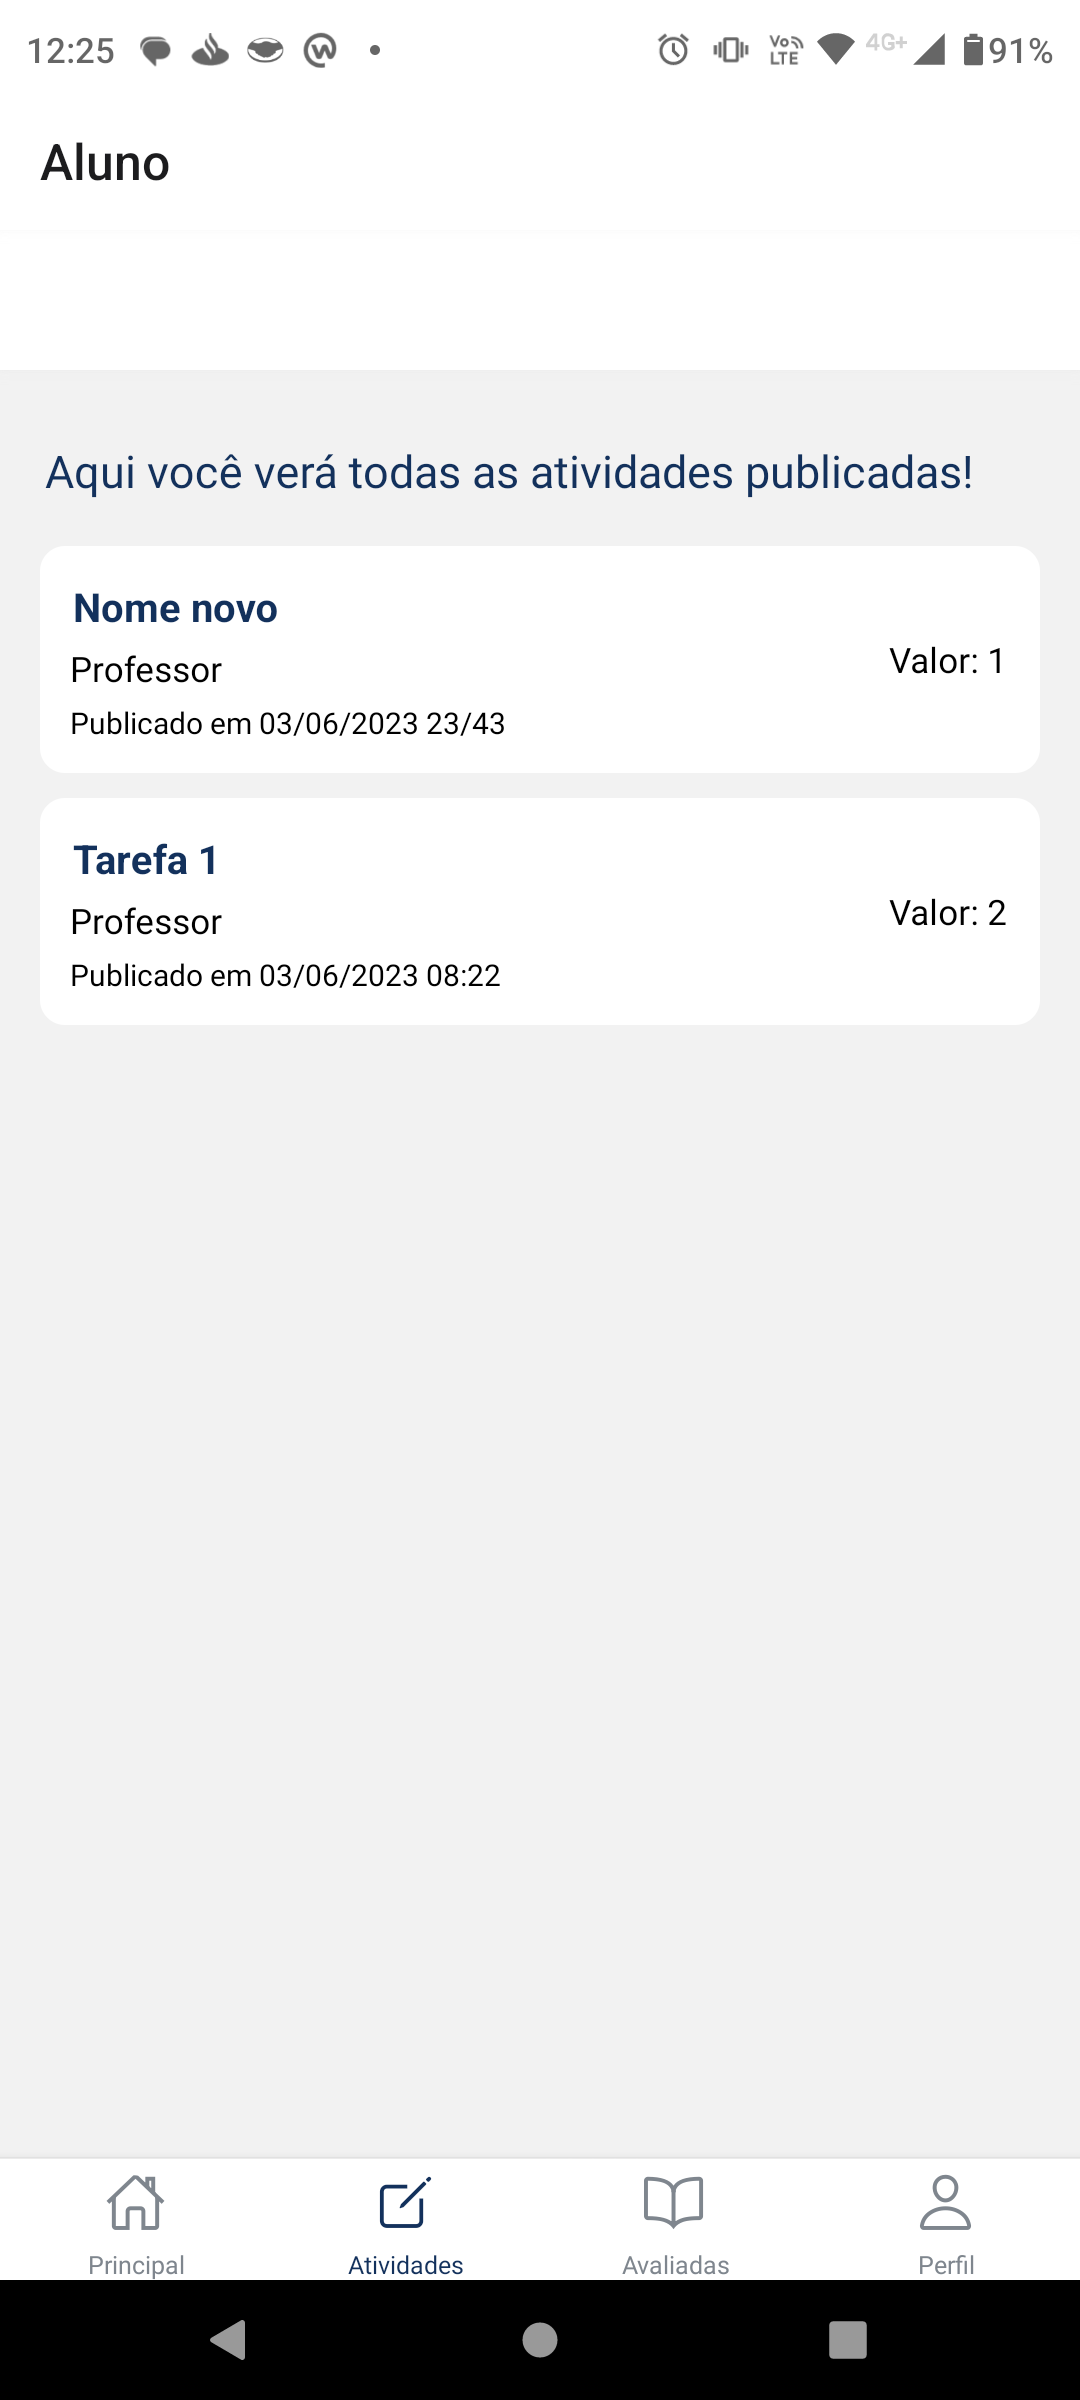 12:25
Vo LTE 4G+ 91%
Aluno
Aqui você verá todas as atividades publicadas!
Nome novo
Professor
Valor: 1
Publicado em 03/06/2023 23/43
Tarefa 1
Professor
Valor: 2
Publicado em 03/06/2023 08:22
Principal
Atividades
Avaliadas
Perfil